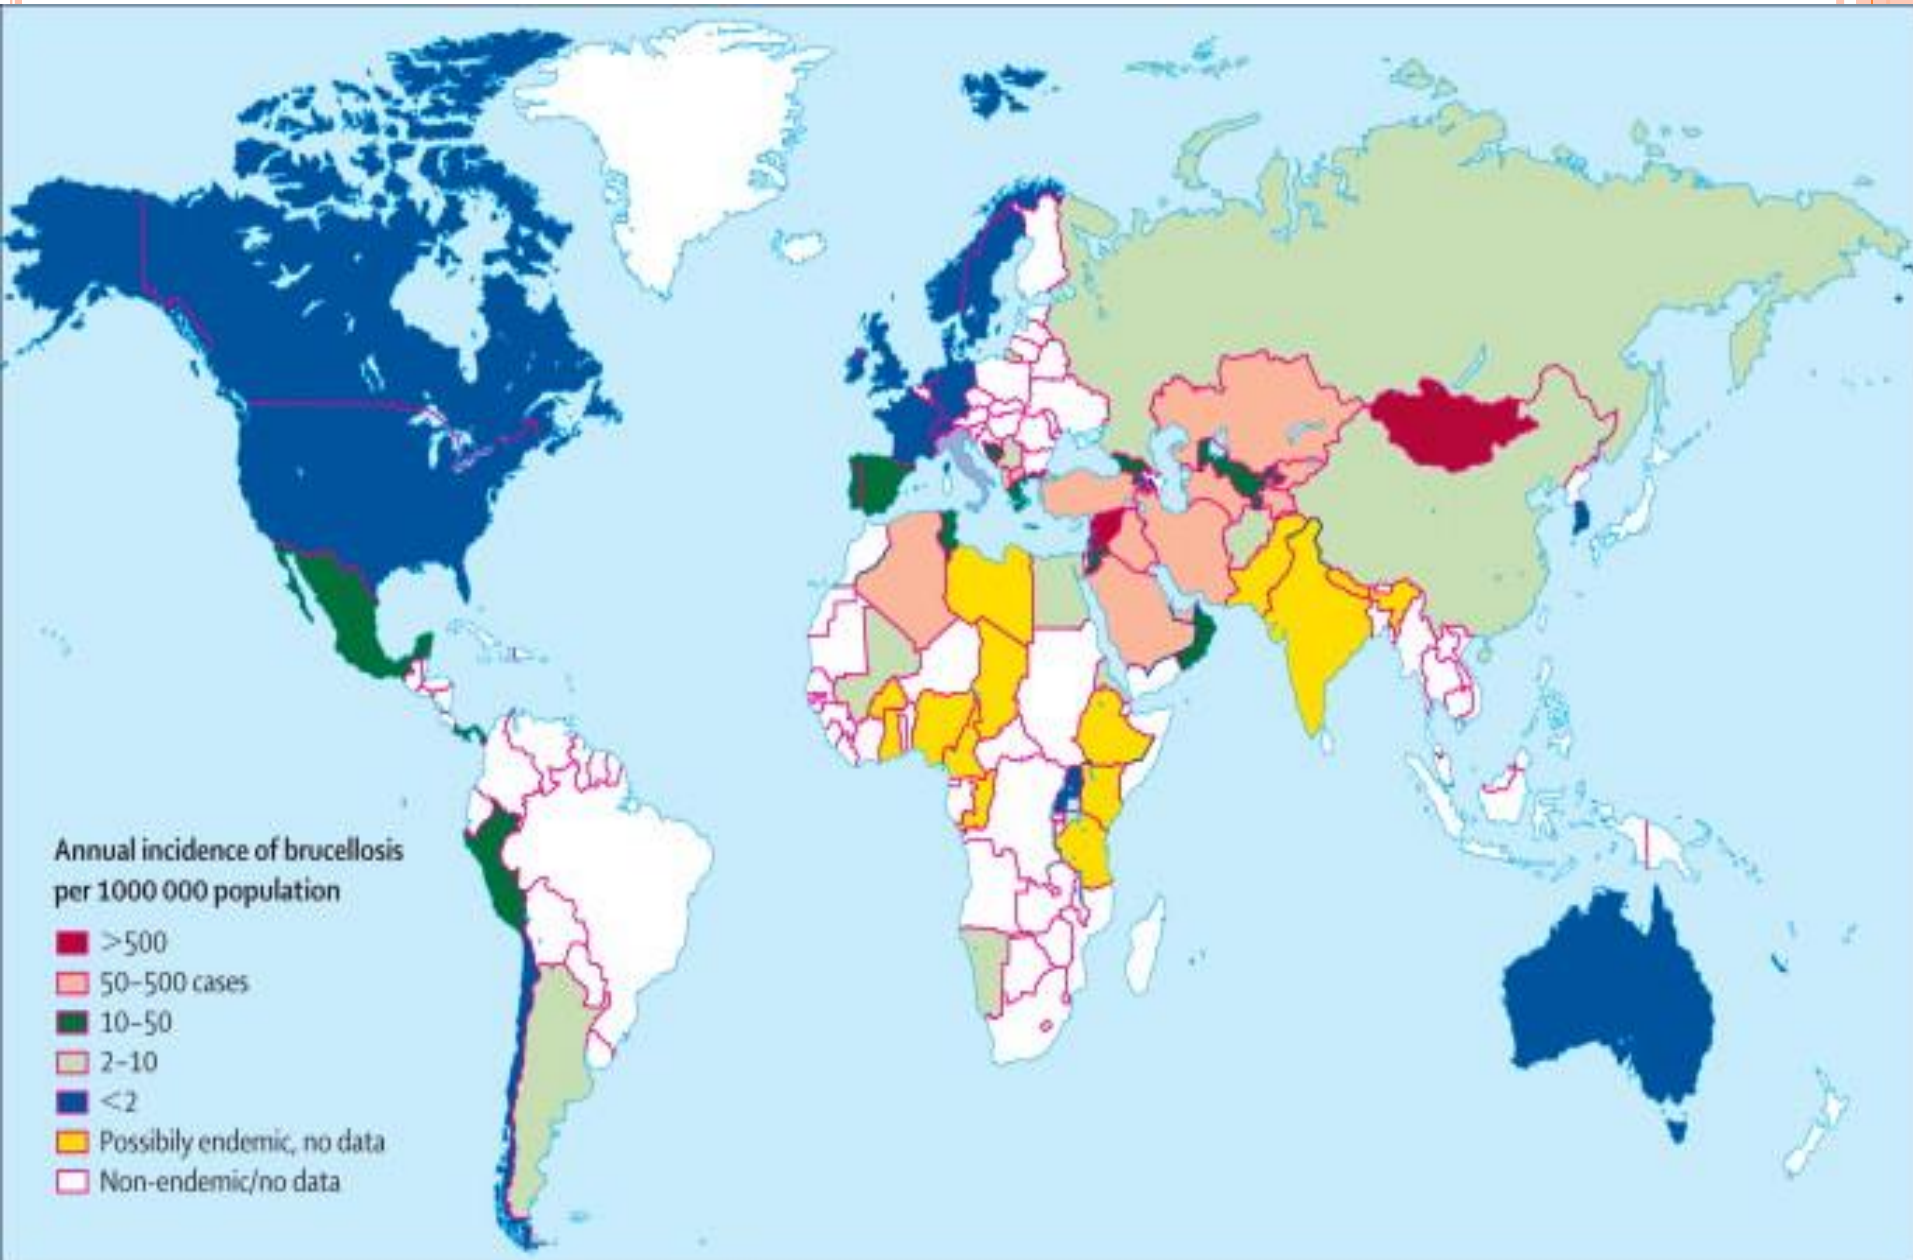 Annual incidence of brucellosis
per 1000 000 population
>500
50–500 cases
10–50
2–10
<2
Possibily endemic, no data
Non-endemic/no data